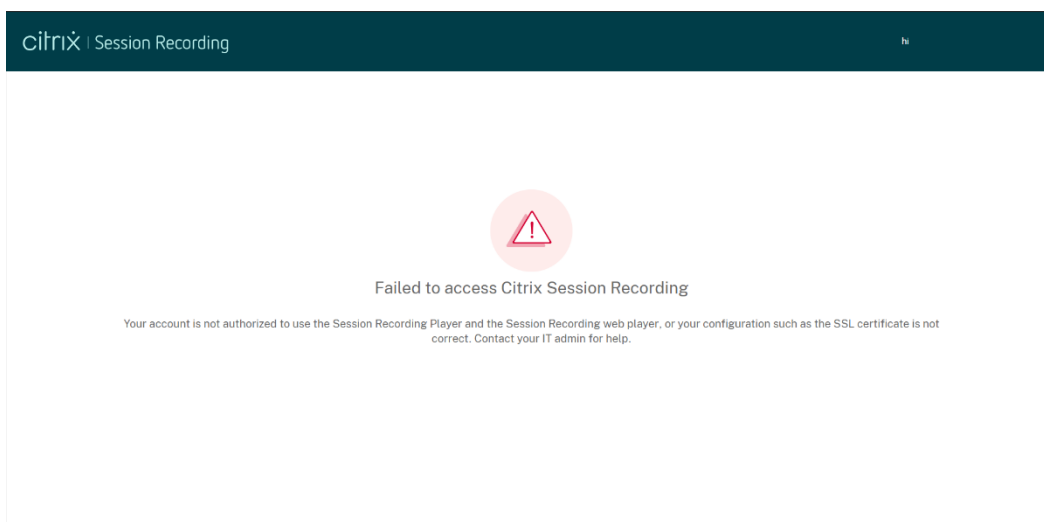 citrix | Session Recording
hi
Failed to access Citrix Session Recording
Your account is not authorized to use the Session Recording Player and the Session Recording web player, or your configuration such as the SSL certificate is not
correct. Contact your IT admin for help.